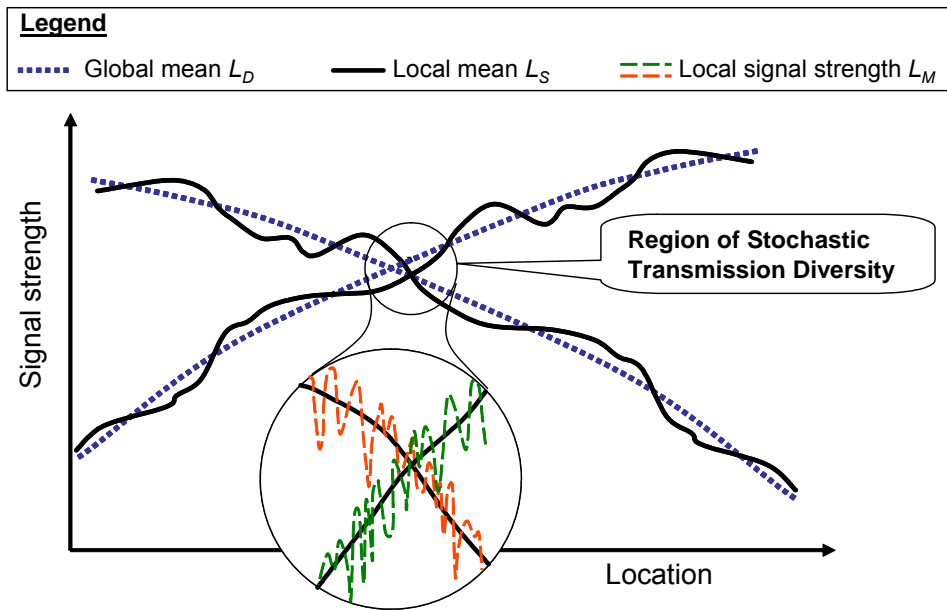 Legend
Global mean L_D
Local mean L_S
Local signal strength L_M
Signal strength
Region of Stochastic
Transmission Diversity
Location